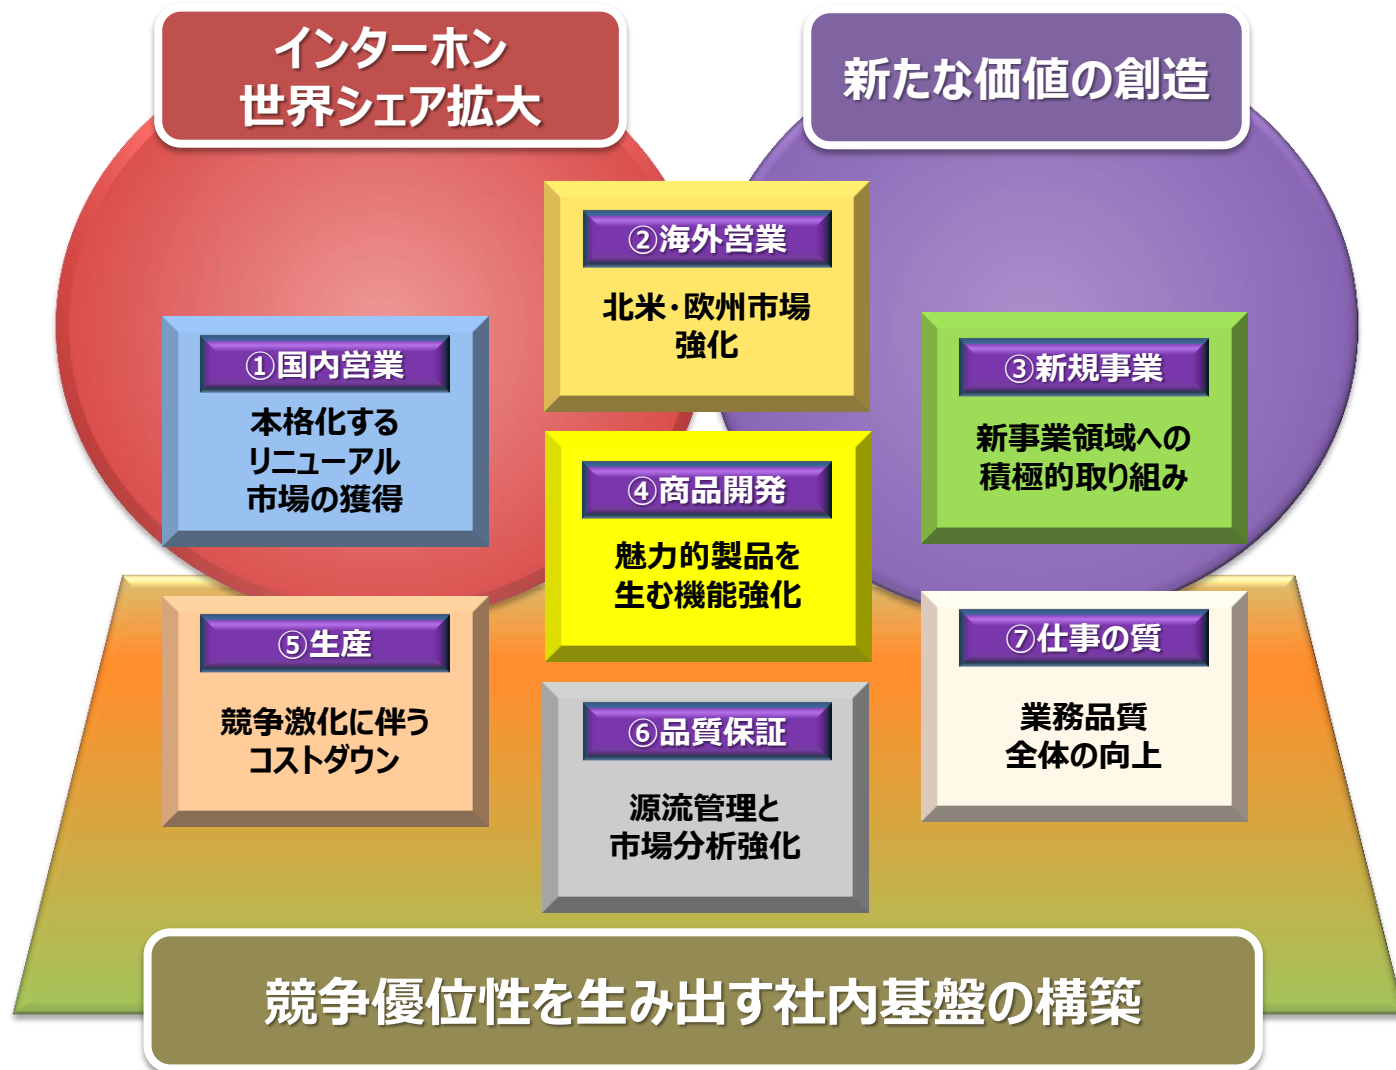 インターホン
世界シェア拡大
新たな価値の創造
①国内営業
本格化する
リニューアル
市場の獲得
②海外営業
北米・欧州市場
強化
③新規事業
新事業領域への
積極的取り組み
④商品開発
魅力的製品を
生む機能強化
⑤生産
競争激化に伴う
コストダウン
⑥品質保証
源流管理と
市場分析強化
⑦仕事の質
業務品質
全体の向上
競争優位性を生み出す社内基盤の構築